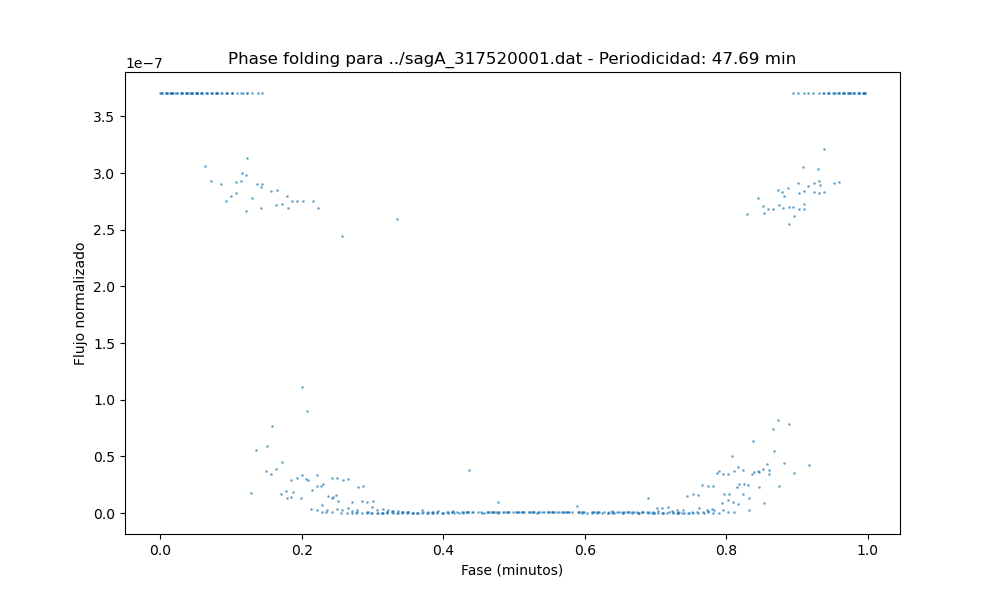 Phase folding para ../sagA_317520001.dat - Periodicidad: 47.69 min
1e−7
3.5
3.0
2.5
2.0
1.5
1.0
0.5
0.0
Flujo normalizado
0.0 0.2 0.4 0.6 0.8 1.0
Fase (minutos)